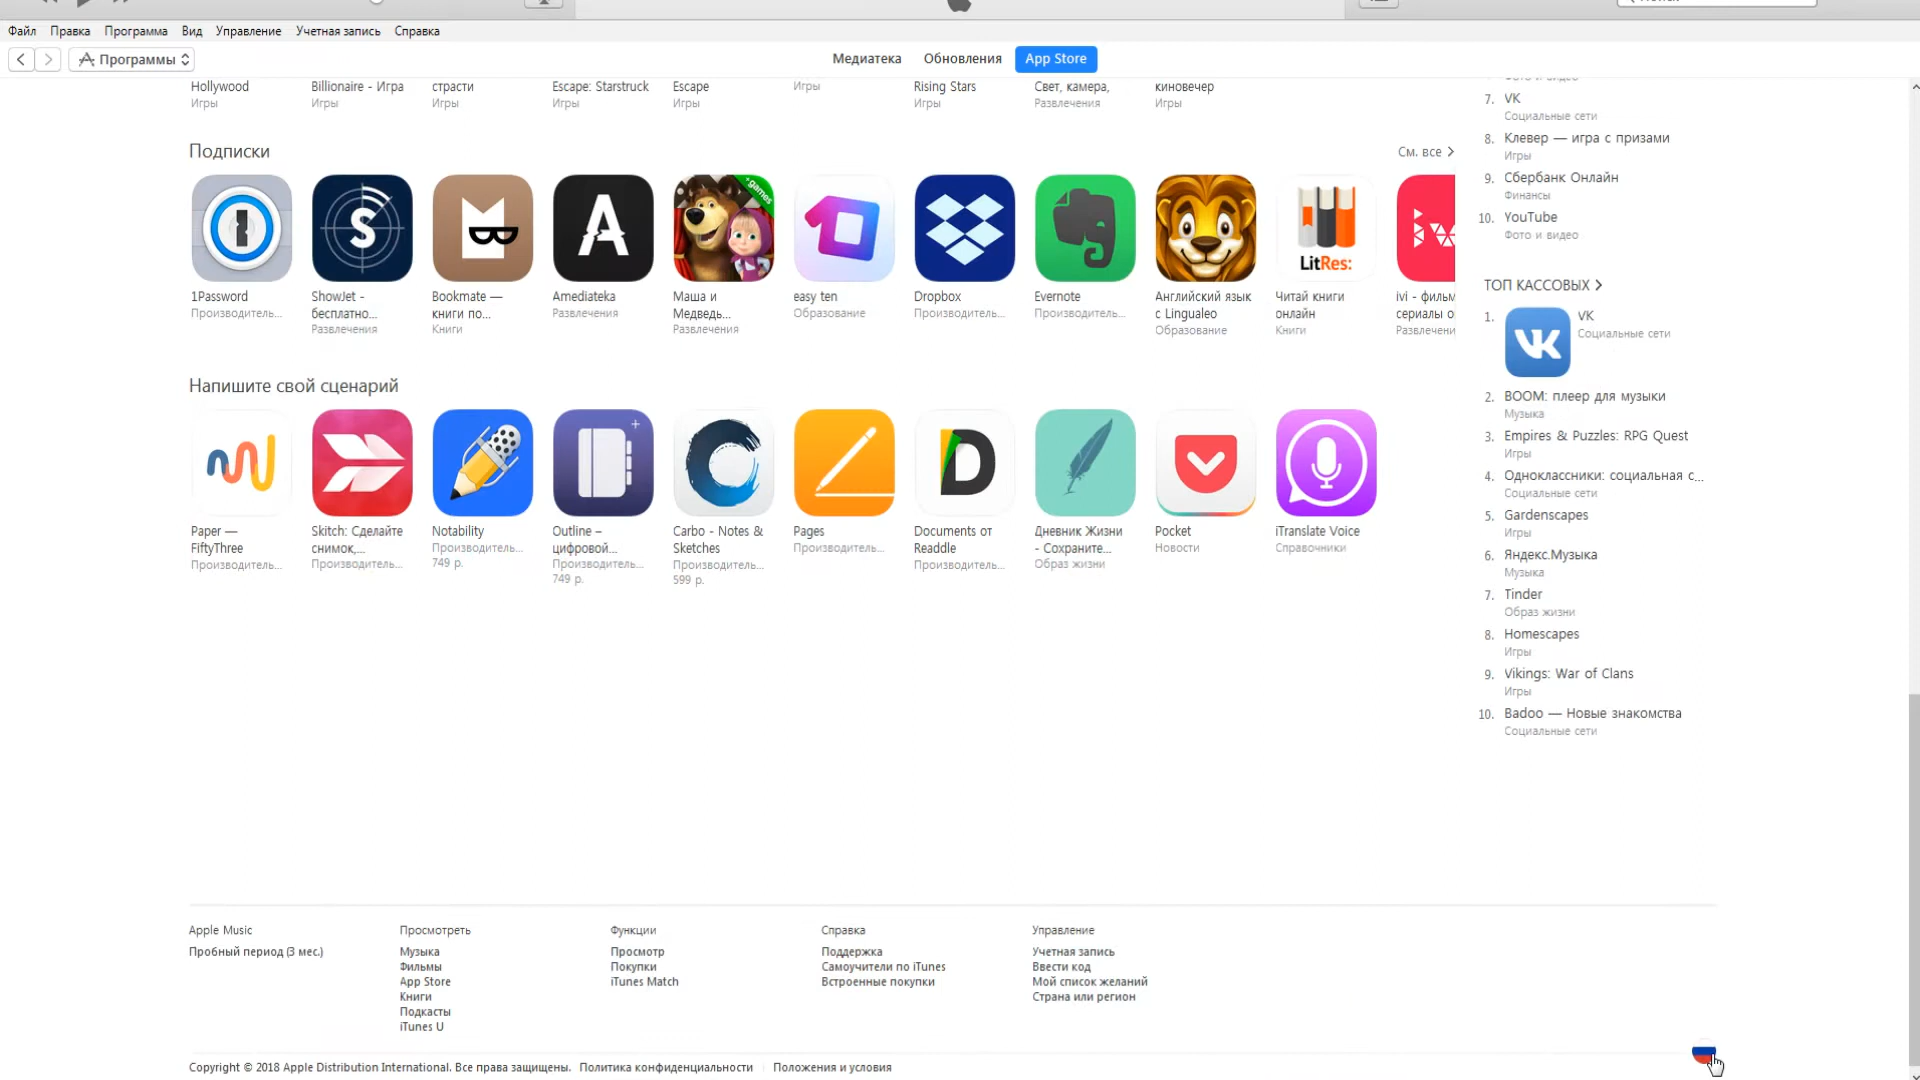 Файл Правка Программа Вид Управление Учетная запись Справка
Программы Медиатека Обновления App Store
Hollywood Billionaire - Игра страсти Escape: Starstruck Escape Игры Rising Stars Свет, камера, киновечер
Игры Игры Игры Игры Игры Игры Развлечения Игры
Подписки См. все
+games
LitRes:
1Password ShowJet - Bookmate — Amediateka Маша и easy ten Dropbox Evernote Английский язык Читай книги ivi - фильм
Производитель... бесплатно... книги по... Развлечения Медведь... Образование Производитель... Производитель... с Lingualeo онлайн сериалы о
Развлечения Книги Развлечения Образование Книги Развлечени
Напишите свой сценарий
Paper — Skitch: Сделайте Notability Outline – Carbo - Notes & Pages Documents от Дневник Жизни Pocket iTranslate Voice
FiftyThree снимок,... Производитель... цифровой... Sketches Производитель... Readdle - Сохраните... Новости Справочники
Производитель... Производитель... 749 р. Производитель... Производитель... Производитель... Образ жизни
749 р. 599 р.
7. VK
Социальные сети
8. Клевер — игра с призами
Игры
9. Сбербанк Онлайн
Финансы
10. YouTube
Фото и видео
ТОП КАССОВЫХ
1. VK
Социальные сети
2. BOOM: плеер для музыки
Музыка
3. Empires & Puzzles: RPG Quest
Игры
4. Одноклассники: социальная с...
Социальные сети
5. Gardenscapes
Игры
6. Яндекс.Музыка
Музыка
7. Tinder
Образ жизни
8. Homescapes
Игры
9. Vikings: War of Clans
Игры
10. Badoo — Новые знакомства
Социальные сети
Apple Music Просмотреть Функции Справка Управление
Пробный период (3 мес.) Музыка Просмотр Поддержка Учетная запись
Фильмы Покупки Самоучители по iTunes Ввести код
App Store iTunes Match Встроенные покупки Мой список желаний
Книги Страна или регион
Подкасты
iTunes U
Copyright © 2018 Apple Distribution International. Все права защищены. Политика конфиденциальности Положения и условия